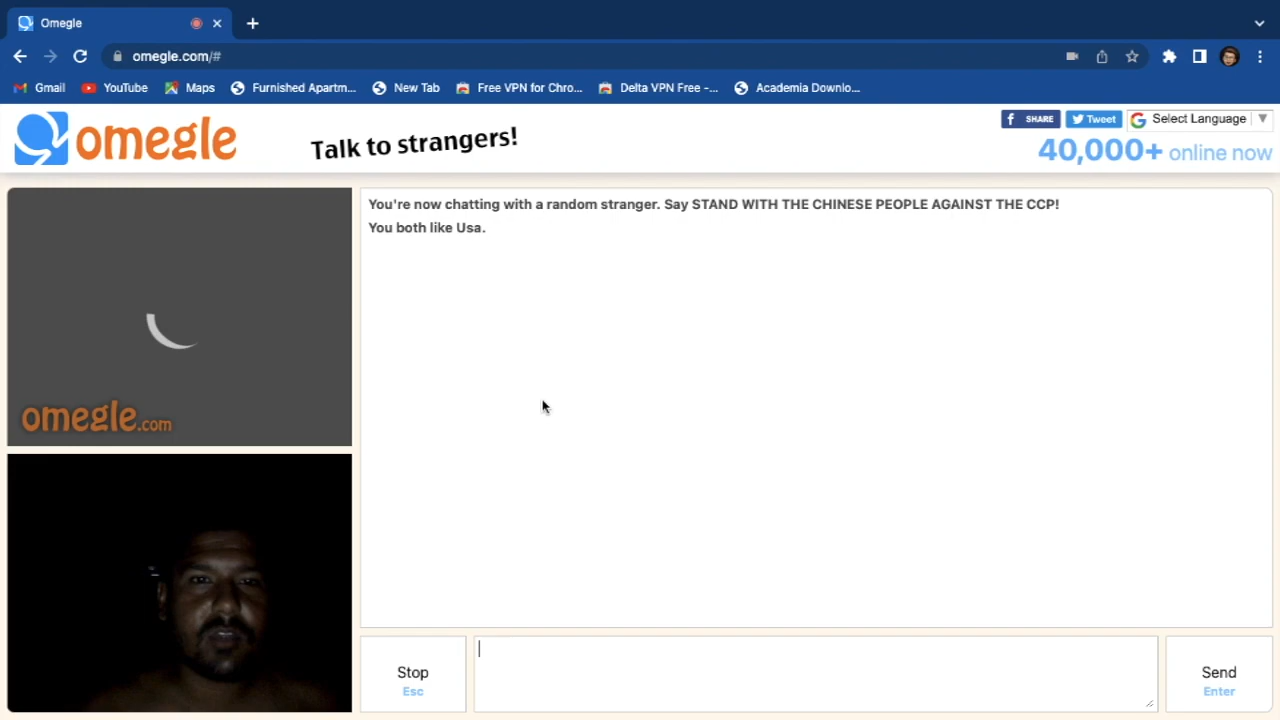 Omegle
omegle.com/#
Gmail YouTube Maps Furnished Apartm... New Tab Free VPN for Chro... Delta VPN Free -... Academia Downlo...
omegle Talk to strangers!
SHARE Tweet Select Language
40,000+ online now
You're now chatting with a random stranger. Say STAND WITH THE CHINESE PEOPLE AGAINST THE CCP!
You both like Usa.
omegle.com
Stop
Esc
Send
Enter